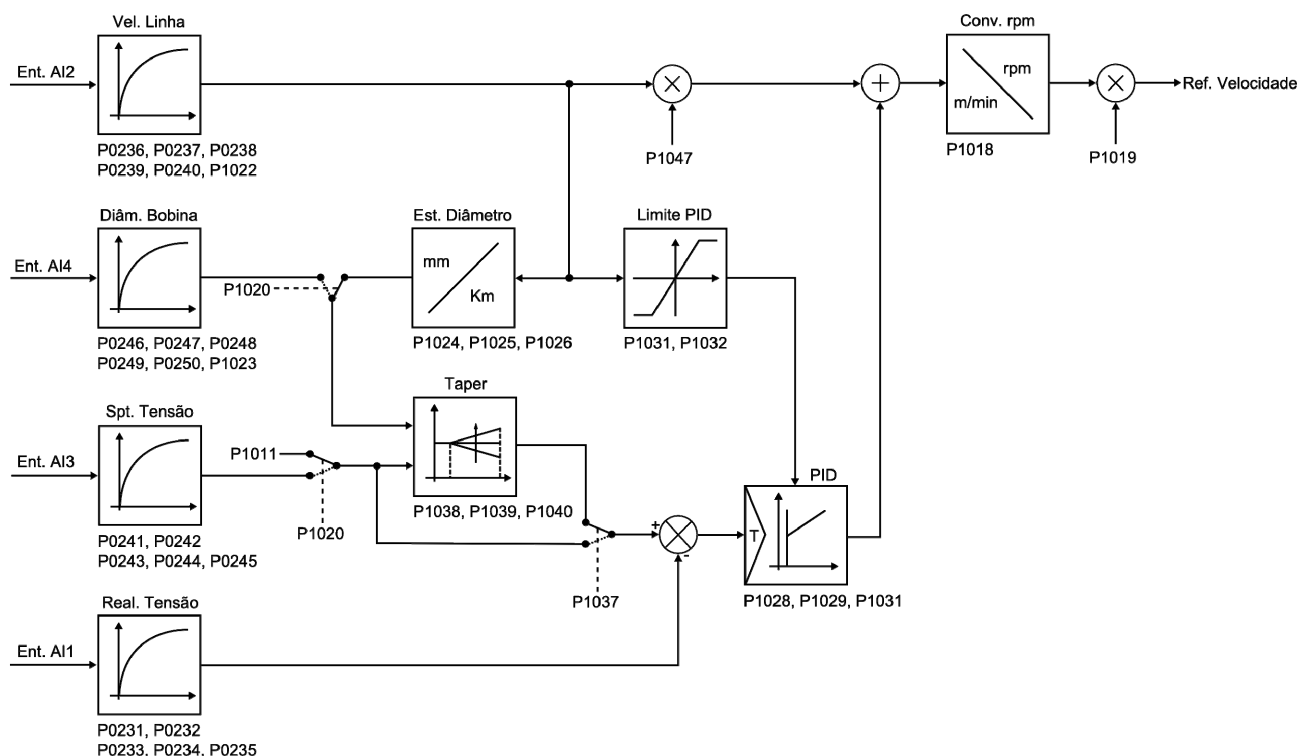 Vel. Linha
Conv. rpm
Ent. AI2
rpm
m/min
Ref. Velocidade
P0236, P0237, P0238
P0239, P0240, P1022
P1047
P1018
P1019
Diâm. Bobina
Est. Diâmetro
Limite PID
Ent. AI4
mm
Km
P1020
P0246, P0247, P0248
P0249, P0250, P1023
P1024, P1025, P1026
P1031, P1032
Taper
Spt. Tensão
P1011
Ent. AI3
PID
P1038, P1039, P1040
P1020
+
-
T
P0241, P0242
P0243, P0244, P0245
P1037
P1028, P1029, P1031
Real. Tensão
Ent. AI1
P0231, P0232
P0233, P0234, P0235